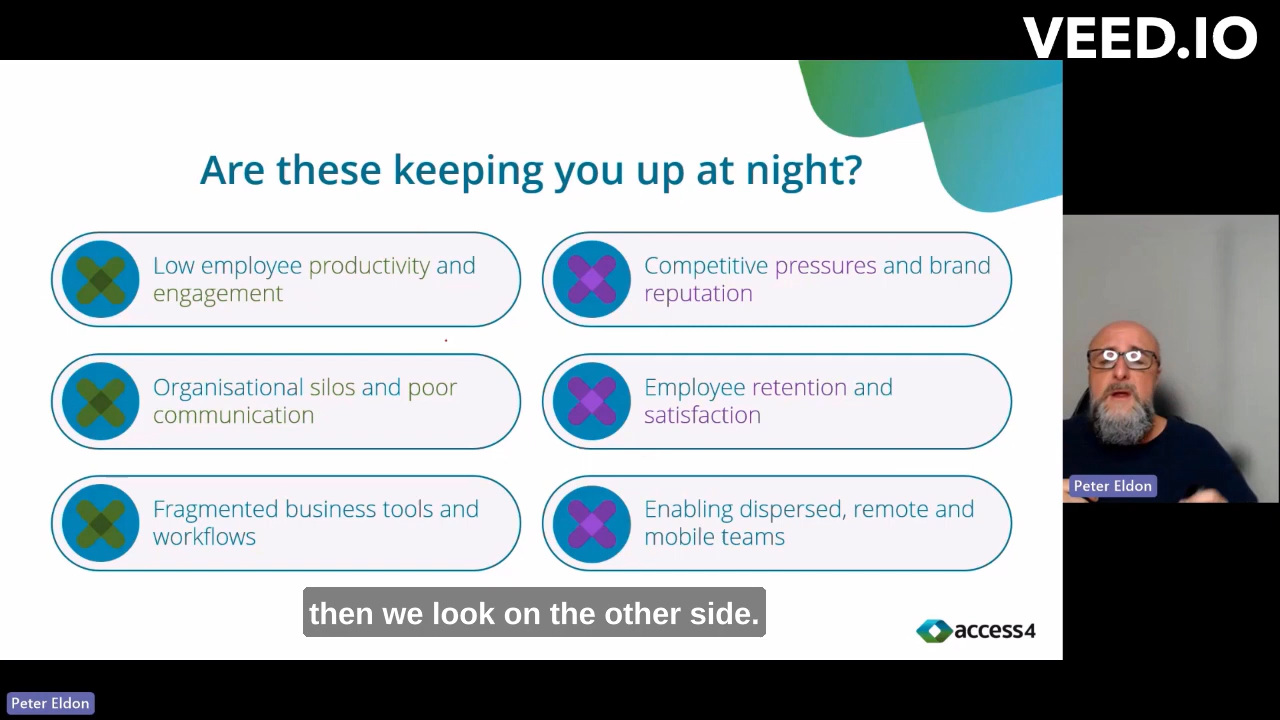 VEED.IO
Are these keeping you up at night?
Low employee productivity and
engagement
Competitive pressures and brand
reputation
Organisational silos and poor
communication
Employee retention and
satisfaction
Fragmented business tools and
workflows
Enabling dispersed, remote and
mobile teams
then we look on the other side.
access4
Peter Eldon
Peter Eldon